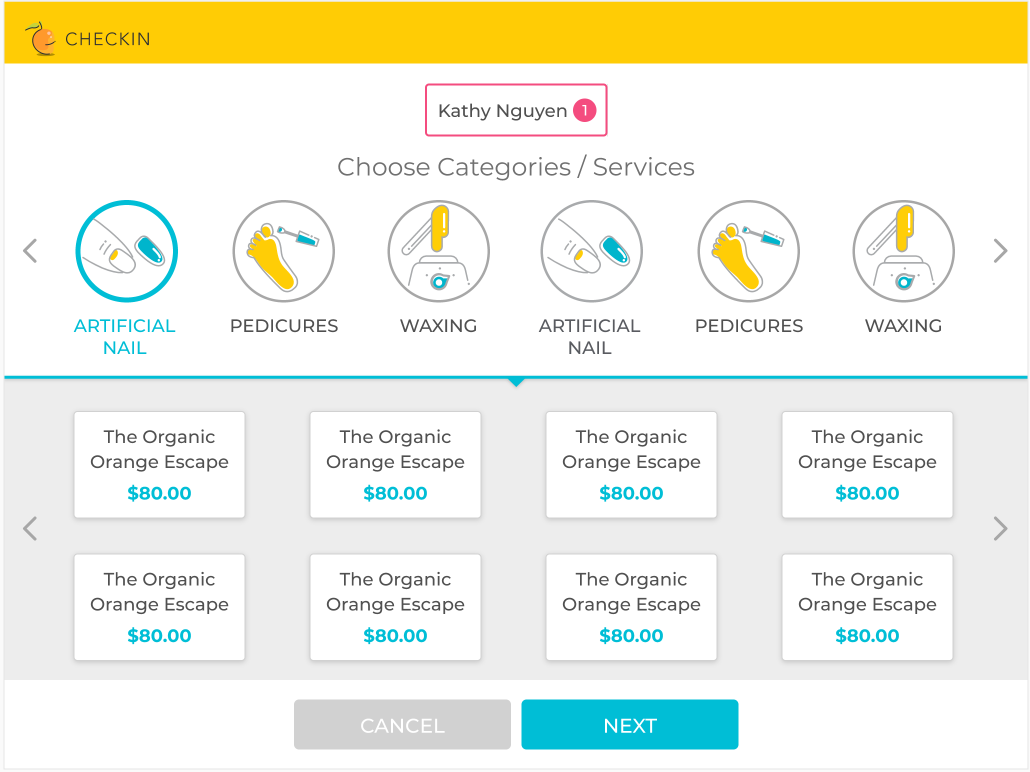 CHECKIN
Kathy Nguyen 1
Choose Categories / Services
ARTIFICIAL
NAIL
PEDICURES
WAXING
ARTIFICIAL
NAIL
PEDICURES
WAXING
The Organic
Orange Escape
$80.00
The Organic
Orange Escape
$80.00
The Organic
Orange Escape
$80.00
The Organic
Orange Escape
$80.00
The Organic
Orange Escape
$80.00
The Organic
Orange Escape
$80.00
The Organic
Orange Escape
$80.00
The Organic
Orange Escape
$80.00
CANCEL
NEXT